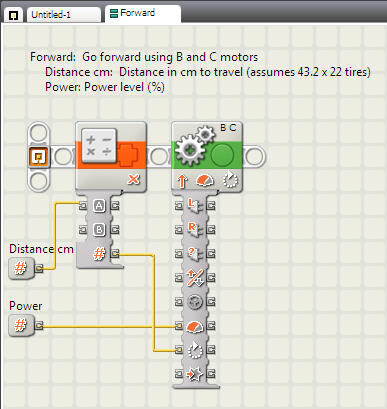 Untitled-1
Forward
Forward: Go forward using B and C motors
Distance cm: Distance in cm to travel (assumes 43.2 x 22 tires)
Power: Power level (%)
B C
A
B
#
L
R
?
Distance cm
#
Power
#